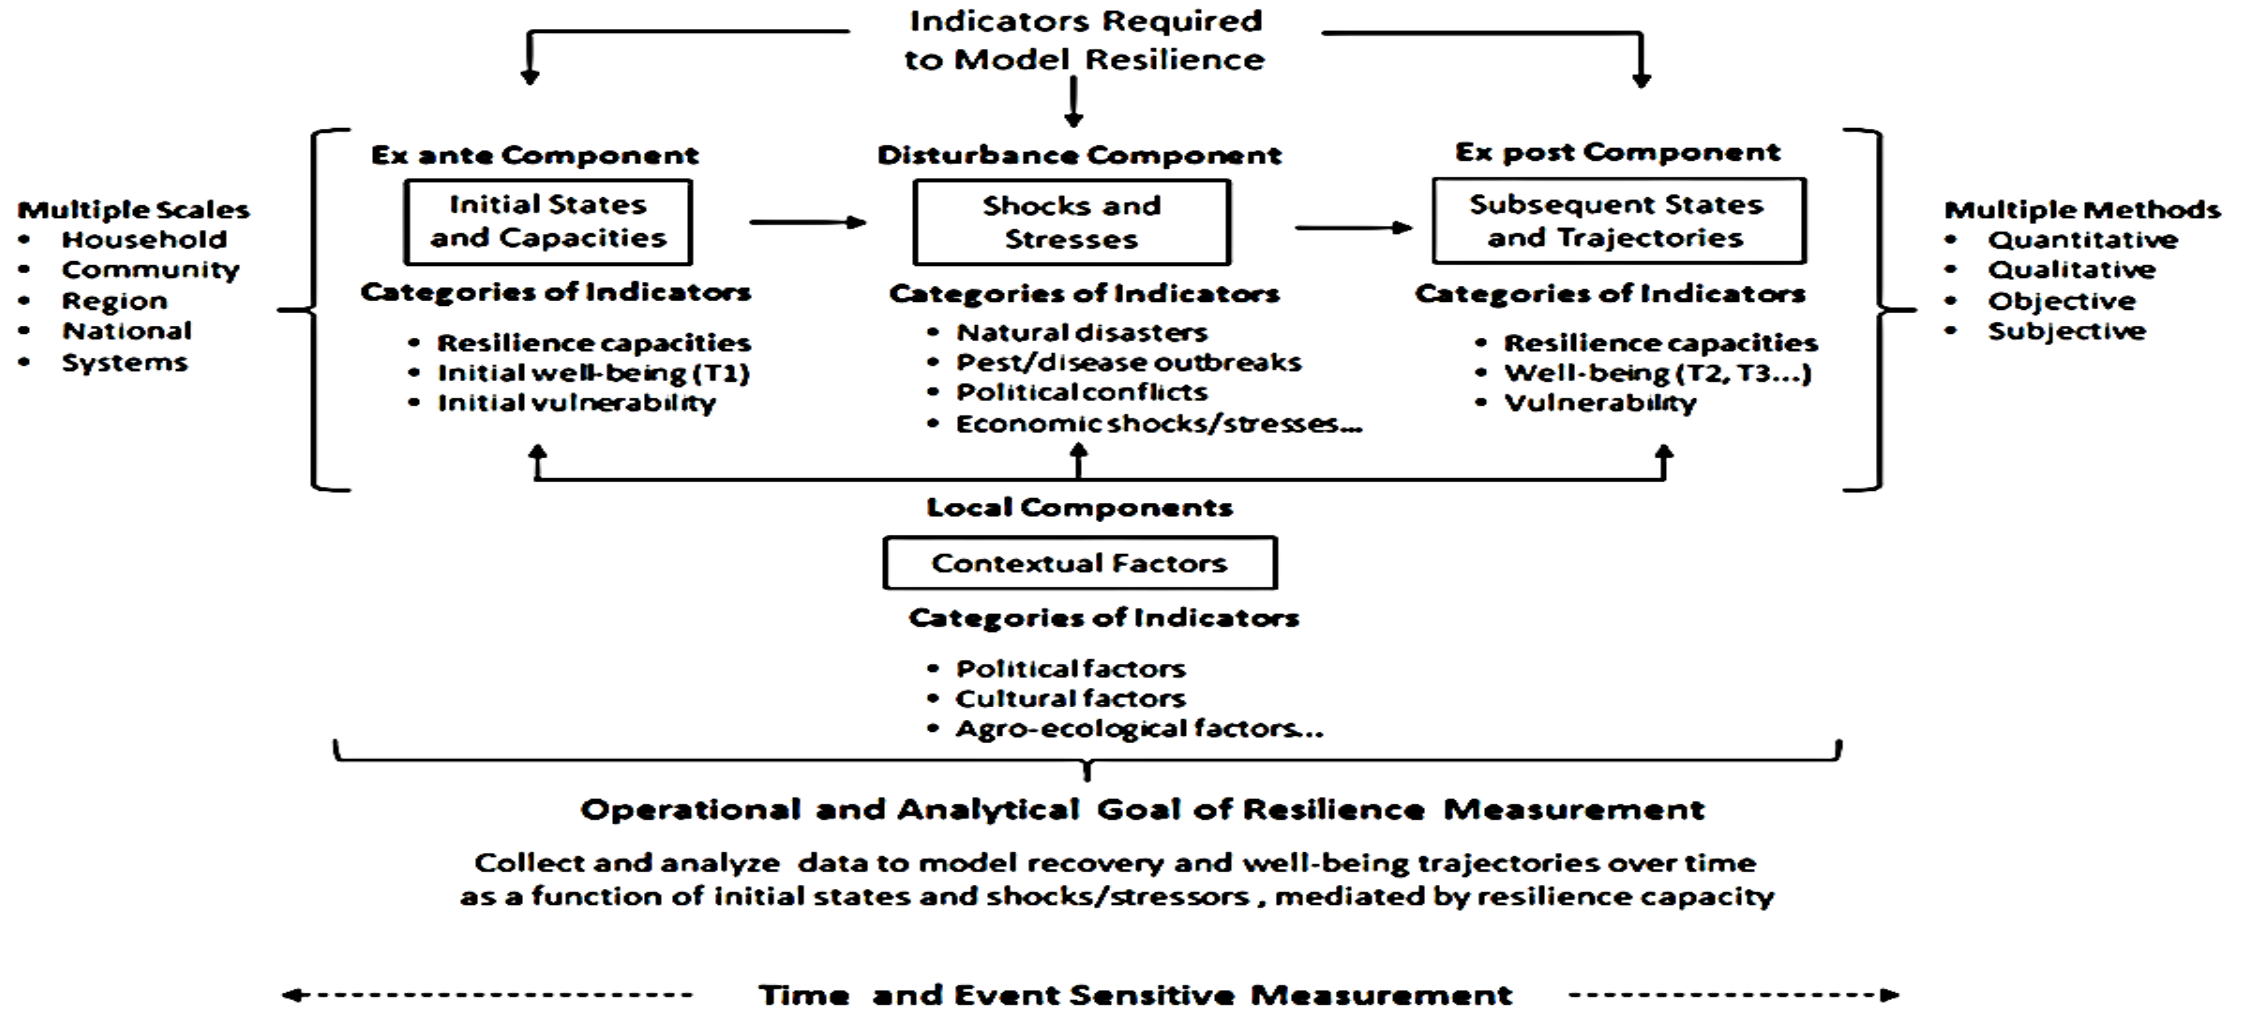 Indicators Required
to Model Resilience
Multiple Scales
• Household
• Community
• Region
• National
• Systems
Ex ante Component
Initial States
and Capacities
Categories of Indicators
• Resilience capacities
• Initial well-being (T1)
• Initial vulnerability
Disturbance Component
Shocks and
Stresses
Categories of Indicators
• Natural disasters
• Pest/disease outbreaks
• Political conflicts
• Economic shocks/stresses...
Ex post Component
Subsequent States
and Trajectories
Categories of Indicators
• Resilience capacities
• Well-being (T2, T3...)
• Vulnerability
Multiple Methods
• Quantitative
• Qualitative
• Objective
• Subjective
Local Components
Contextual Factors
Categories of Indicators
• Political factors
• Cultural factors
• Agro-ecological factors...
Operational and Analytical Goal of Resilience Measurement
Collect and analyze data to model recovery and well-being trajectories over time
as a function of initial states and shocks/stressors , mediated by resilience capacity
Time and Event Sensitive Measurement